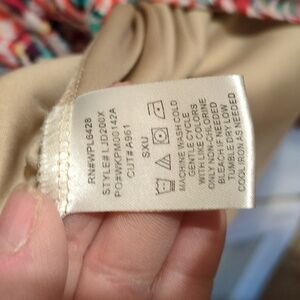 RN#WPL6428
STYLE#1JD200X
PO#WKPM00142A
CUT#A961
SKU
MACHINE WASH COLD
GENTLE CYCLE
WITH LIKE COLORS
ONLY NON-CHLORINE
BLEACH IF NEEDED
TUMBLE DRY LOW
COOL IRON AS NEEDED